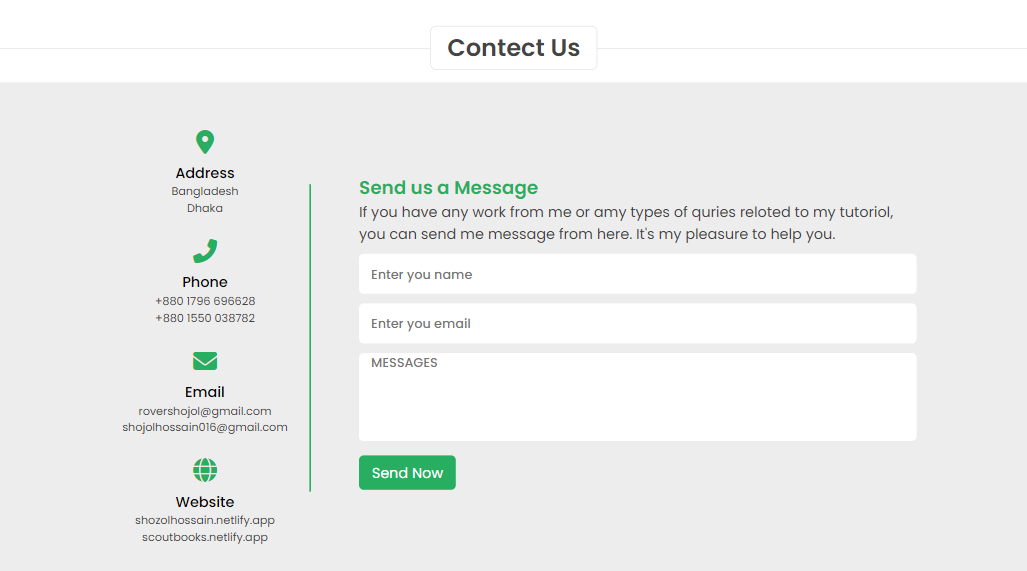 Contect Us
Address
Bangladesh
Dhaka
Phone
+880 1796 696628
+880 1550 038782
Email
rovershojol@gmail.com
shojolhossain016@gmail.com
Website
shozolhossain.netlify.app
scoutbooks.netlify.app
Send us a Message
If you have any work from me or amy types of quries reloted to my tutoriol,
you can send me message from here. It's my pleasure to help you.
Enter you name
Enter you email
MESSAGES
Send Now